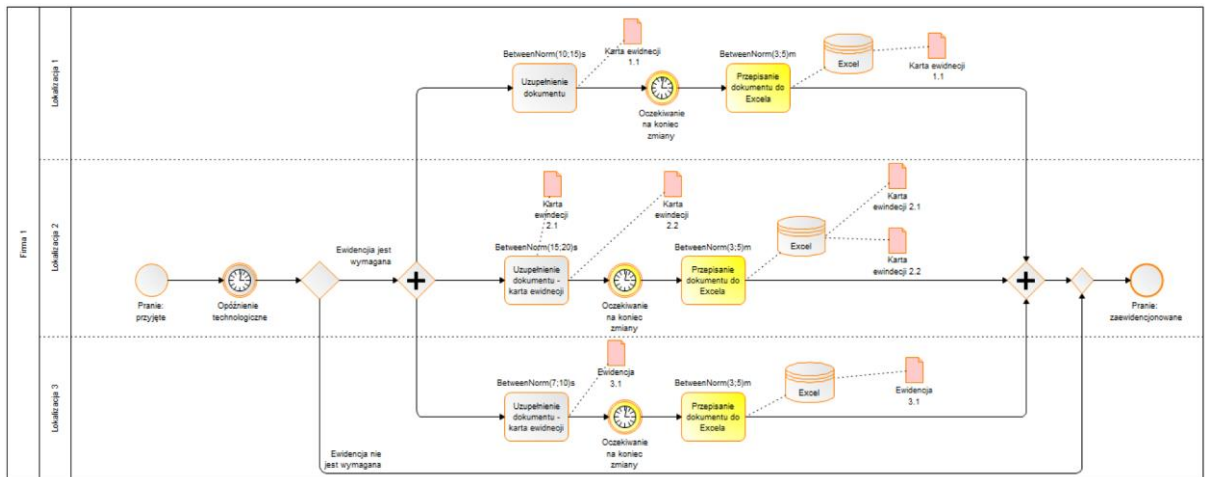 Firma 1
Lokalizacja 1
BetweenNorm(10;15)s
Karta ewidnecji
1.1
Uzupełnienie
dokumentu
Oczekiwanie
na koniec
zmiany
BetweenNorm(3;5)m
Przepisanie
dokumentu do
Excela
Excel
Karta ewidnecji
1.1
Lokalizacja 2
Pranie:
przyjęte
Opóźnienie
technologiczne
Ewidencjia jest
wymagana
Karta
ewindecji
2.1
Karta
ewindecji
2.2
BetweenNorm(15;20)s
Uzupełnienie
dokumentu -
karta ewidnecji
Oczekiwanie
na koniec
zmiany
BetweenNorm(3;5)m
Przepisanie
dokumentu do
Excela
Excel
Karta
ewindecji 2.1
Karta
ewindecji 2.2
Pranie:
zaewidencjonowane
Lokalizacja 3
Ewidencja nie
jest wymagana
BetweenNorm(7;10)s
Ewidencja
3.1
Uzupełnienie
dokumentu -
karta ewidnecji
Oczekiwanie
na koniec
zmiany
BetweenNorm(3;5)m
Przepisanie
dokumentu do
Excela
Excel
Ewidencja
3.1